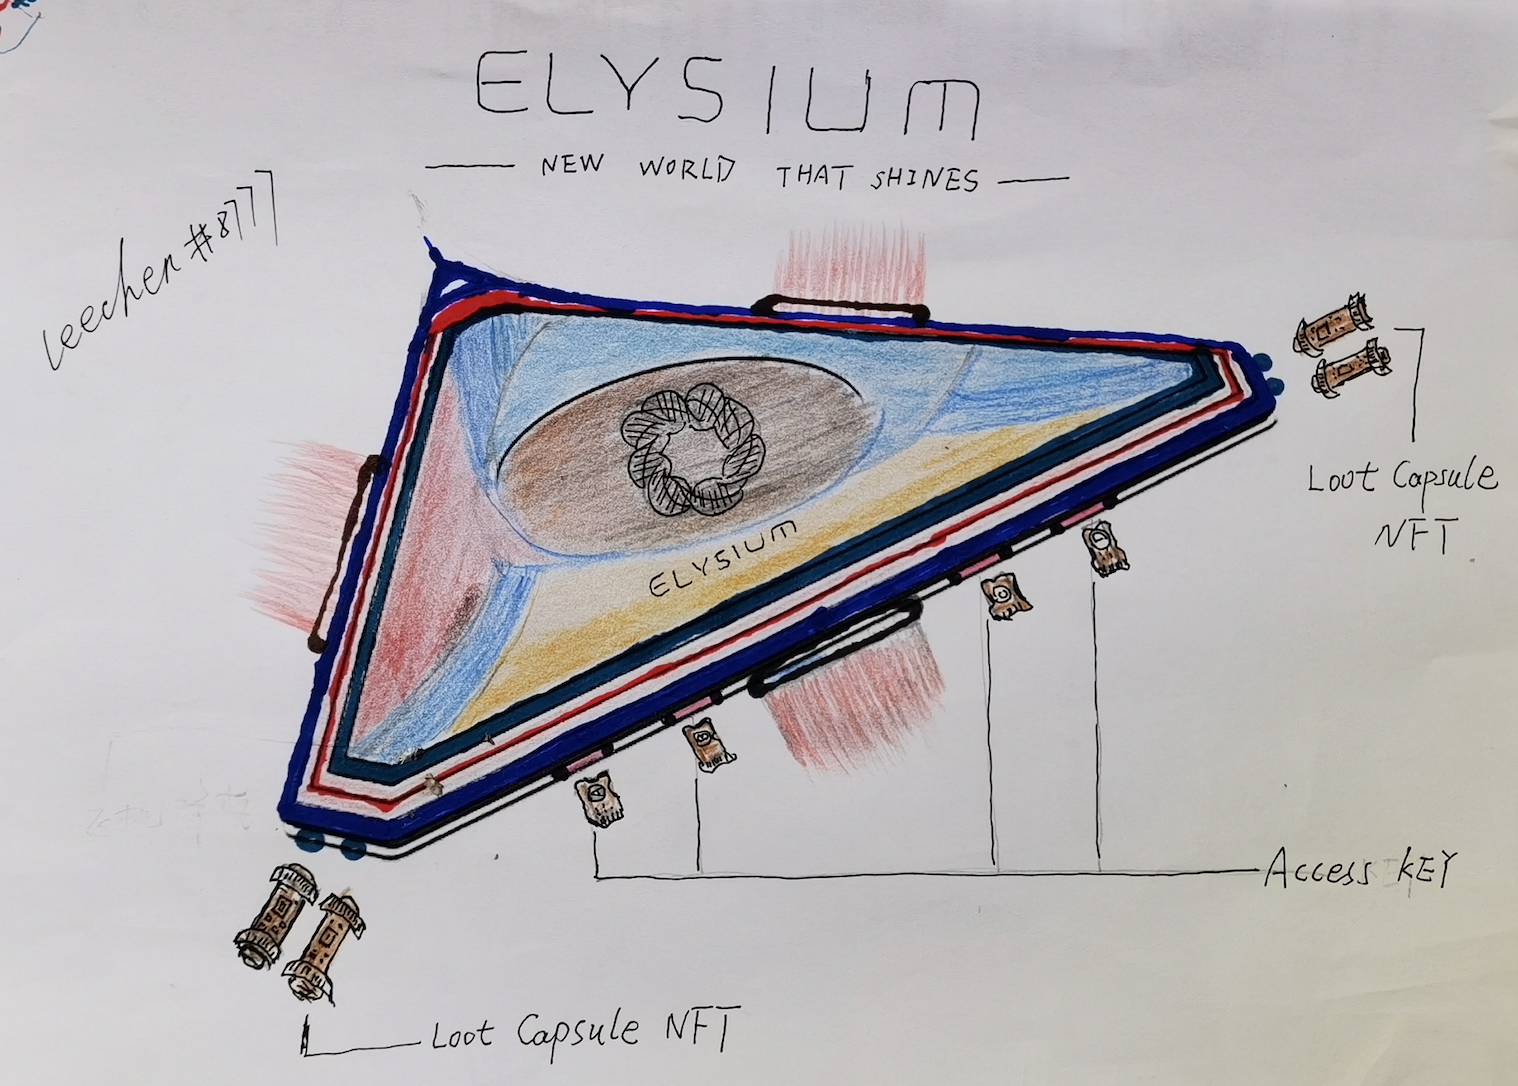 ELYSIUM
NEW WORLD THAT SHINES
leechen #8777
ELYSIUM
Loot Capsule
NFT
Access KEY
Loot Capsule NFT